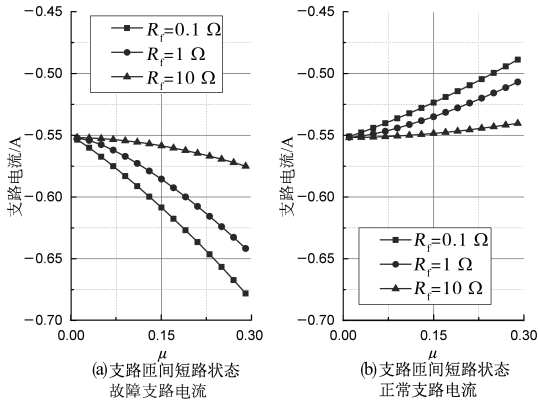 −0.45
−0.50
−0.55
−0.60
−0.65
−0.70
支路电流/A
Rf=0.1 Ω
Rf=1 Ω
Rf=10 Ω
0.00
0.15
0.30
μ
(a)支路匝间短路状态
故障支路电流
−0.45
−0.50
−0.55
−0.60
−0.65
−0.70
支路电流/A
Rf=0.1 Ω
Rf=1 Ω
Rf=10 Ω
0.00
0.15
0.30
μ
(b)支路匝间短路状态
正常支路电流